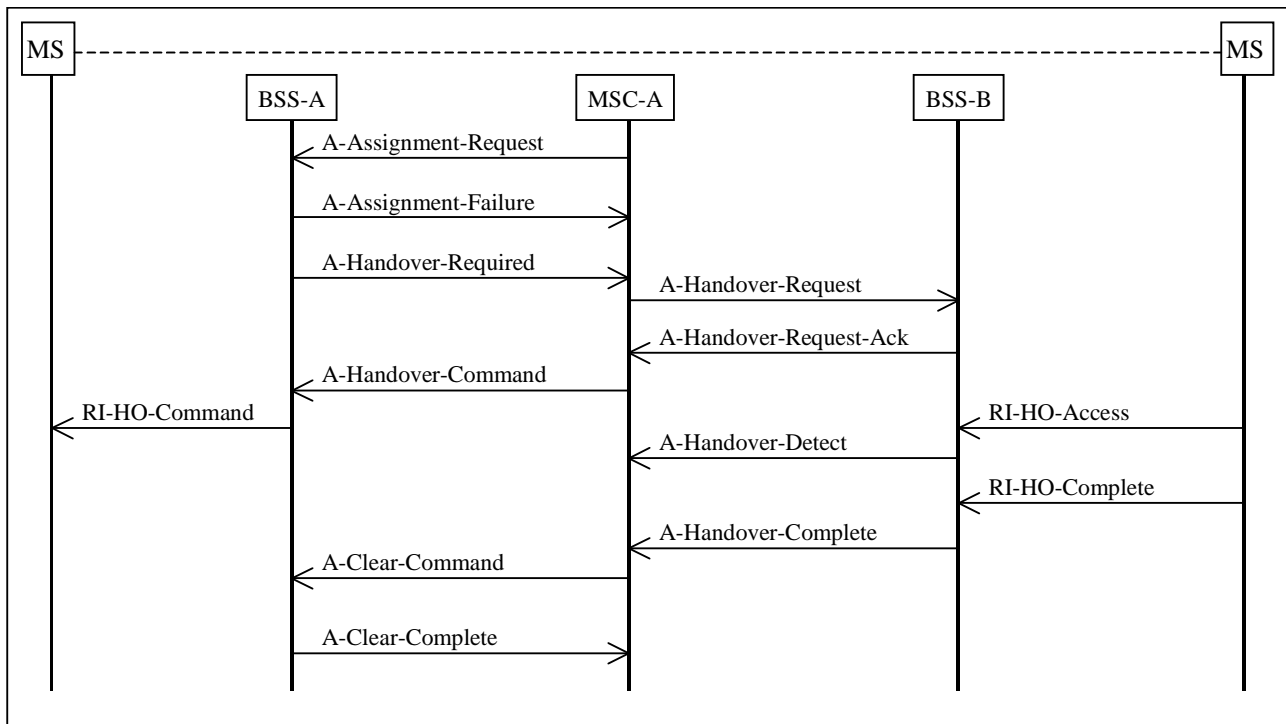 MS
MS
BSS-A
MSC-A
BSS-B
A-Assignment-Request
A-Assignment-Failure
A-Handover-Required
A-Handover-Request
A-Handover-Request-Ack
A-Handover-Command
RI-HO-Command
RI-HO-Access
A-Handover-Detect
RI-HO-Complete
A-Handover-Complete
A-Clear-Command
A-Clear-Complete